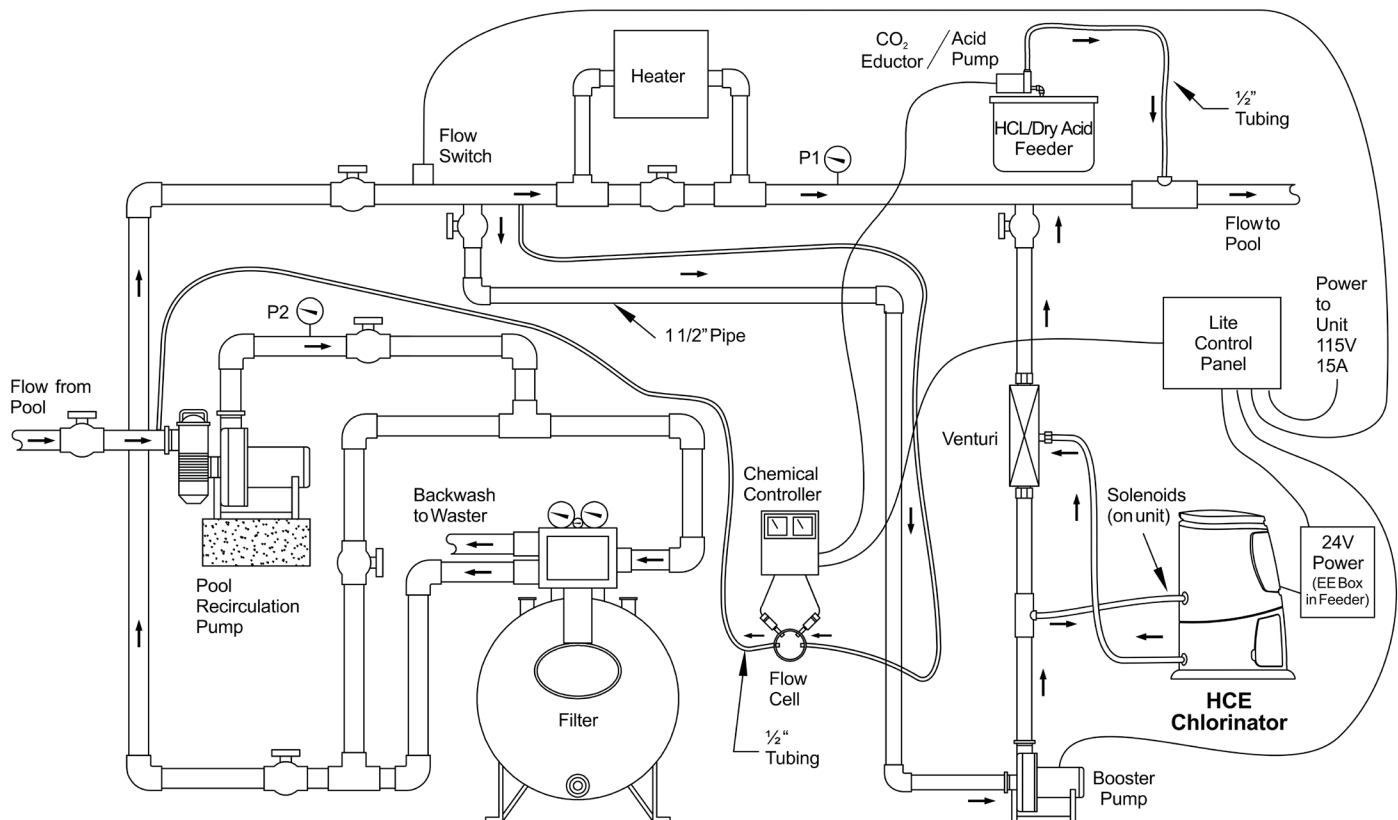 CO2
Eductor
/
Acid
Pump
Heater
½"
Tubing
HCL/Dry Acid
Feeder
Flow
Switch
P1
Flow to
Pool
P2
1 1/2" Pipe
Power
to
Unit
115V
15A
Lite
Control
Panel
Flow from
Pool
Venturi
Chemical
Controller
Backwash
to Waster
Solenoids
(on unit)
24V
Power
(EE Box
in Feeder)
Pool
Recirculation
Pump
Flow
Cell
HCE
Chlorinator
Filter
½“
Tubing
Booster
Pump